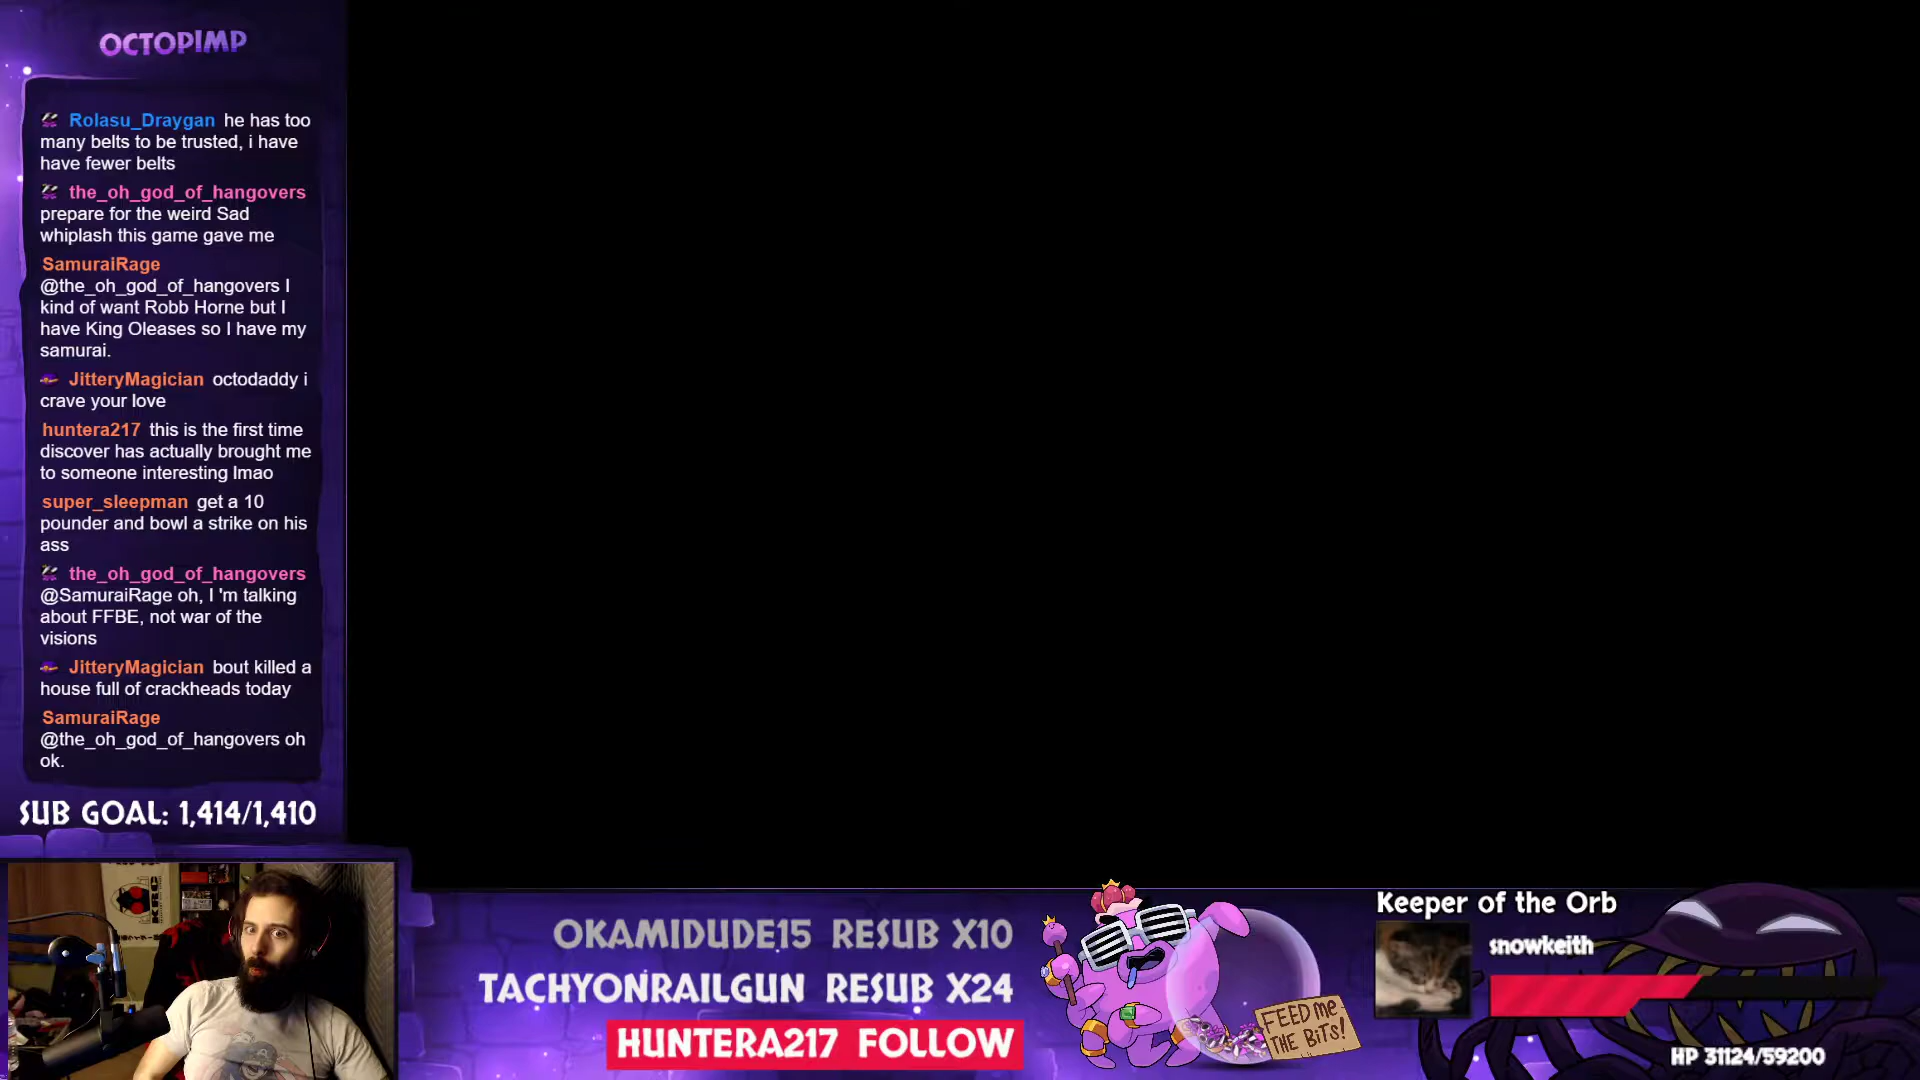 OCTOPIMP
Rolasu_Draygan he has too
many belts to be trusted, i have
have fewer belts
the_oh_god_of_hangovers
prepare for the weird Sad
whiplash this game gave me
SamuraiRage
@the_oh_god_of_hangovers I
kind of want Robb Horne but I
have King Oleases so I have my
samurai.
JitteryMagician octodaddy i
crave your love
huntera217 this is the first time
discover has actually brought me
to someone interesting lmao
super_sleepman get a 10
pounder and bowl a strike on his
ass
the_oh_god_of_hangovers
@SamuraiRage oh, I 'm talking
about FFBE, not war of the
visions
JitteryMagician bout killed a
house full of crackheads today
SamuraiRage
@the_oh_god_of_hangovers oh
ok.
SUB GOAL: 1,414/1,410
OKAMIDUDE15 RESUB X10
TACHYONRAILGUN RESUB X24
HUNTERA217 FOLLOW
FEED ME
THE BITS!
Keeper of the Orb
snowkeith
HP 31124/59200